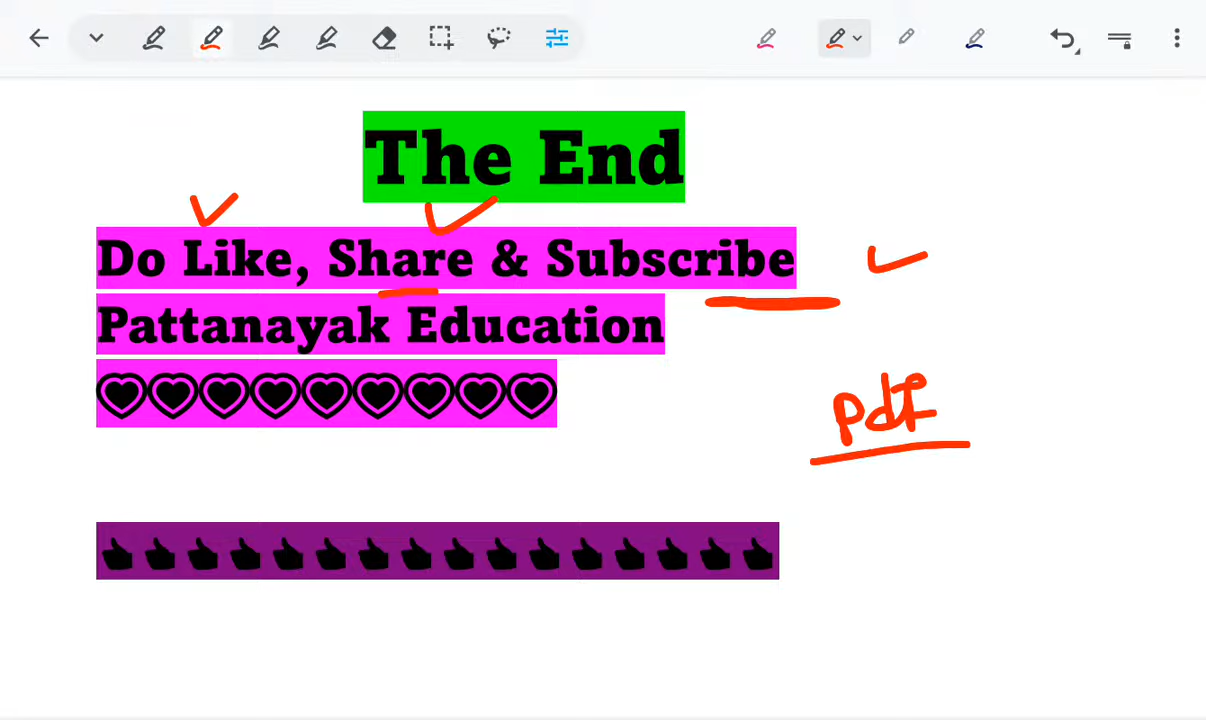 The End
Do Like, Share & Subscribe
Pattanayak Education
pdf